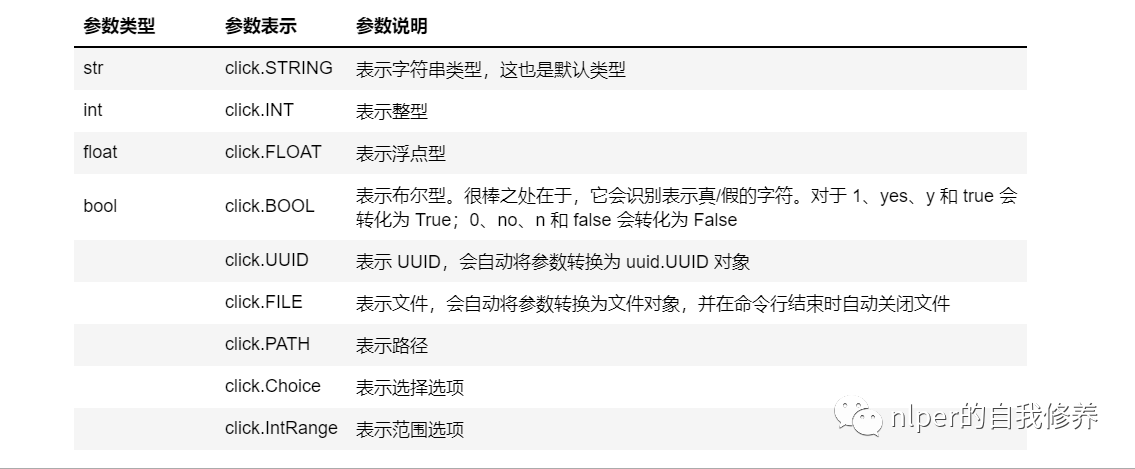 参数类型 参数表示 参数说明
str click.STRING 表示字符串类型，这也是默认类型
int click.INT 表示整型
float click.FLOAT 表示浮点型
bool click.BOOL 表示布尔型。很棒之处在于，它会识别表示真/假的字符。对于 1、yes、y 和 true 会
转化为 True；0、no、n 和 false 会转化为 False
click.UUID 表示 UUID，会自动将参数转换为 uuid.UUID 对象
click.FILE 表示文件，会自动将参数转换为文件对象，并在命令行结束时自动关闭文件
click.PATH 表示路径
click.Choice 表示选择选项
click.IntRange 表示范围选项
nlper的自我修养